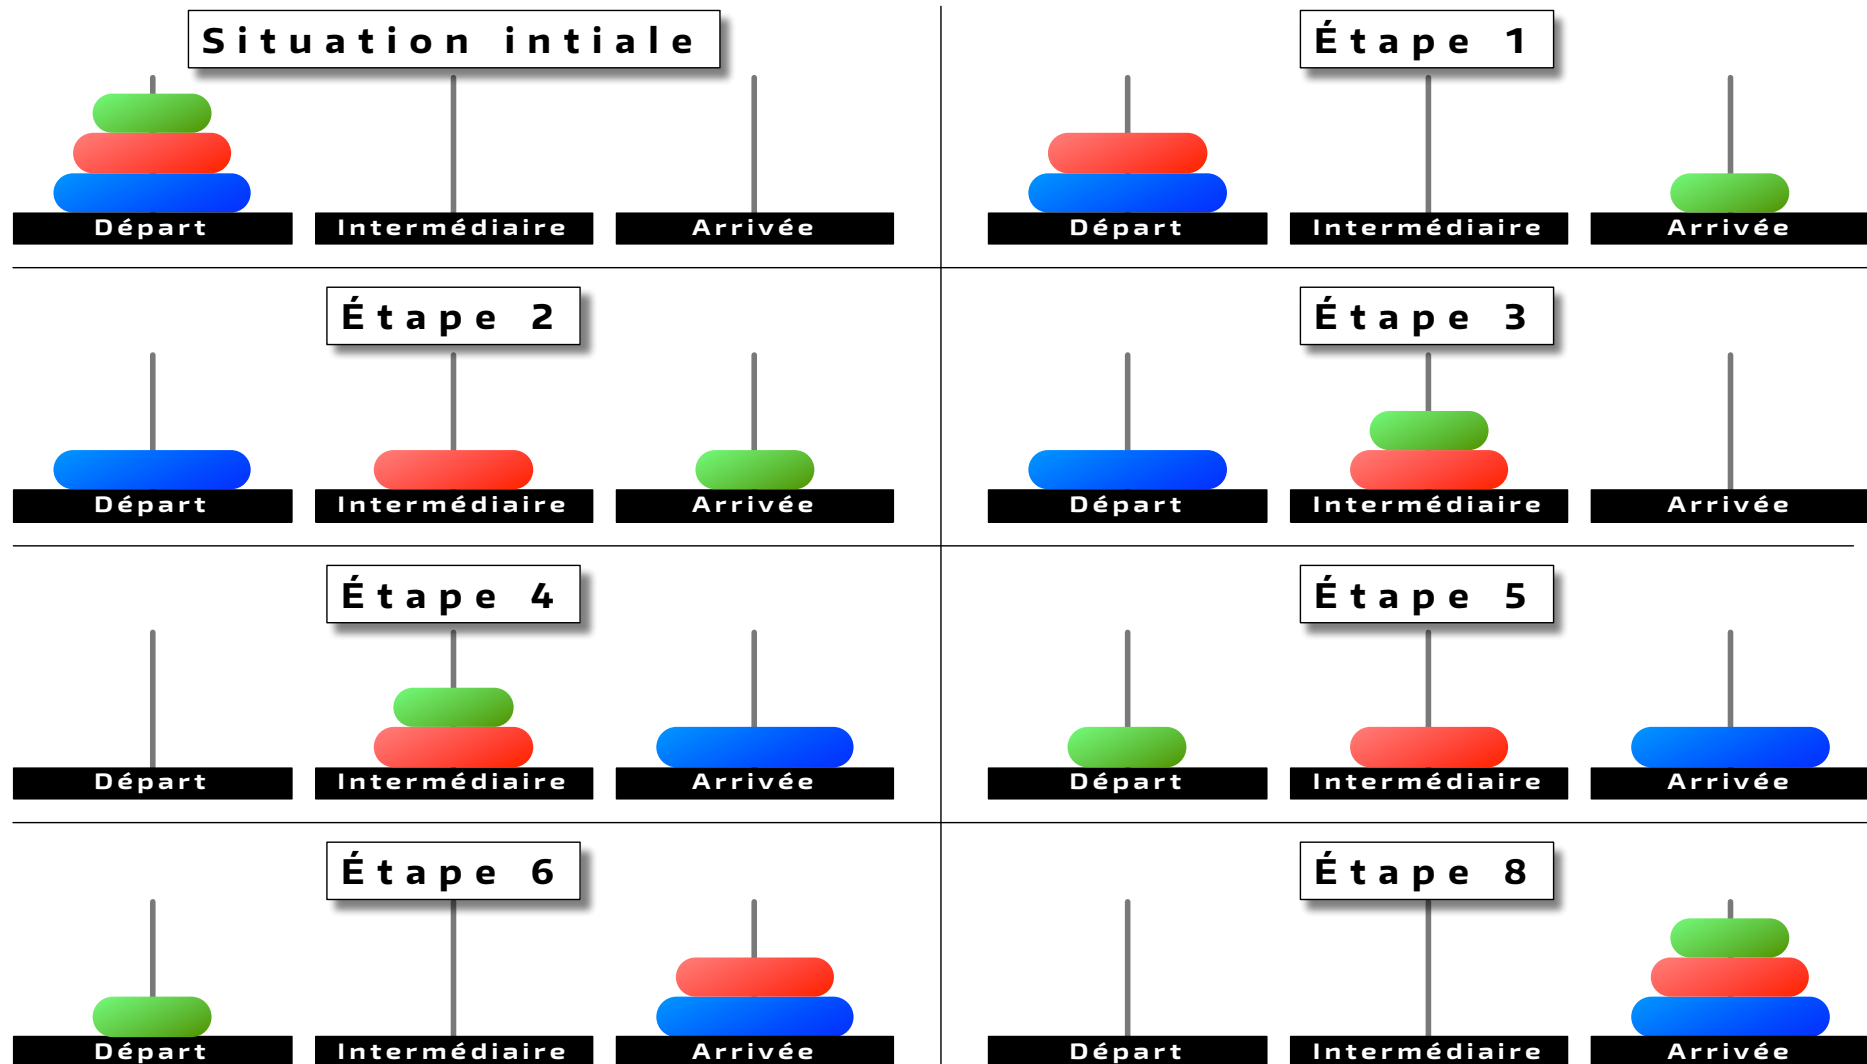 Situation intiale
Départ Intermédiaire Arrivée
Étape 1
Départ Intermédiaire Arrivée
Étape 2
Départ Intermédiaire Arrivée
Étape 3
Départ Intermédiaire Arrivée
Étape 4
Départ Intermédiaire Arrivée
Étape 5
Départ Intermédiaire Arrivée
Étape 6
Départ Intermédiaire Arrivée
Étape 8
Départ Intermédiaire Arrivée